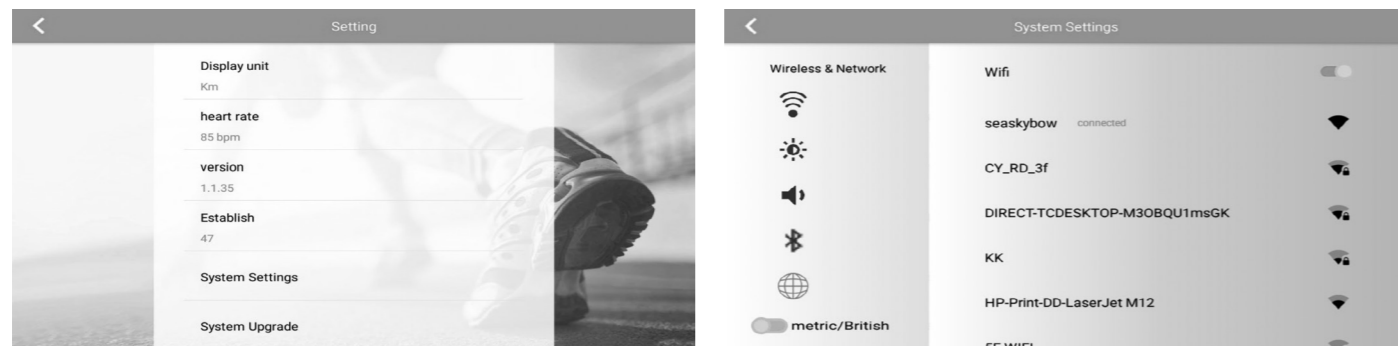 Setting
Display unit
Km
heart rate
85 bpm
version
1.1.35
Establish
47
System Settings
System Upgrade
System Settings
Wireless & Network
metric/British
Wifi
seaskybow connected
CY_RD_3f
DIRECT-TCDESKTOP-M3OBQU1msGK
KK
HP-Print-DD-LaserJet M12